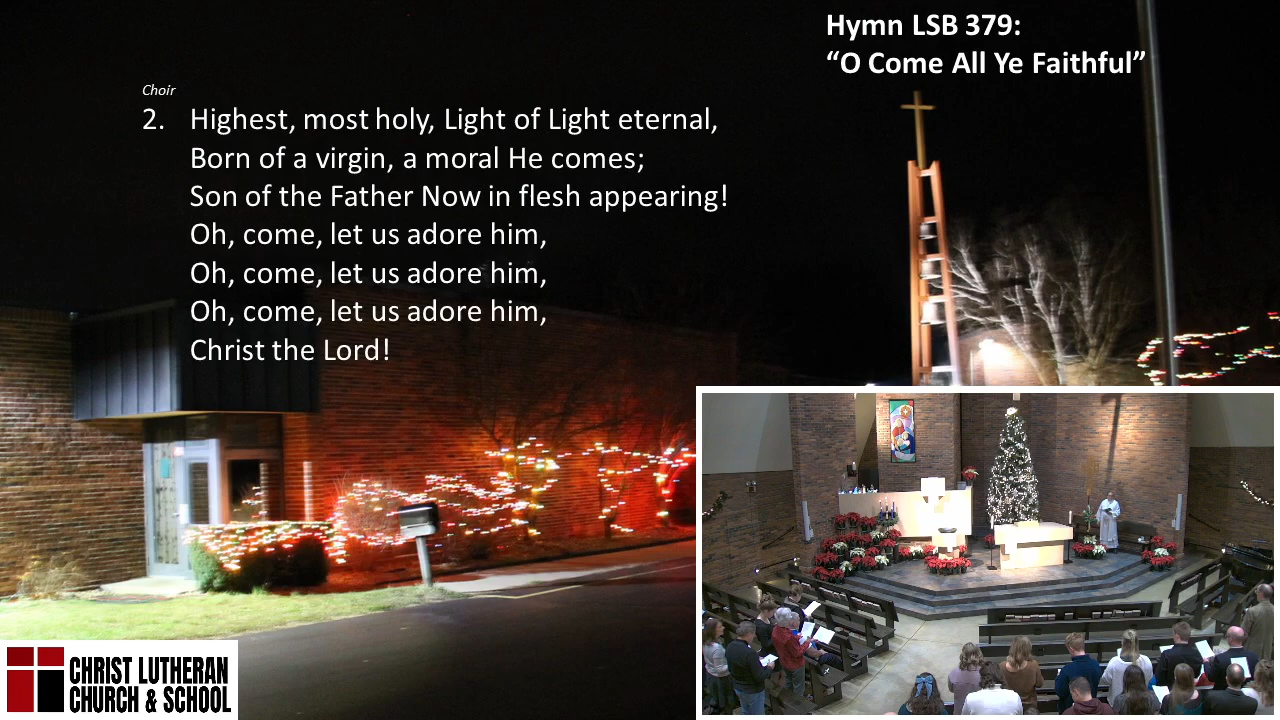 Hymn LSB 379:
“O Come All Ye Faithful”
Choir
2. Highest, most holy, Light of Light eternal,
Born of a virgin, a moral He comes;
Son of the Father Now in flesh appearing!
Oh, come, let us adore him,
Oh, come, let us adore him,
Oh, come, let us adore him,
Christ the Lord!
CHRIST LUTHERAN
CHURCH & SCHOOL